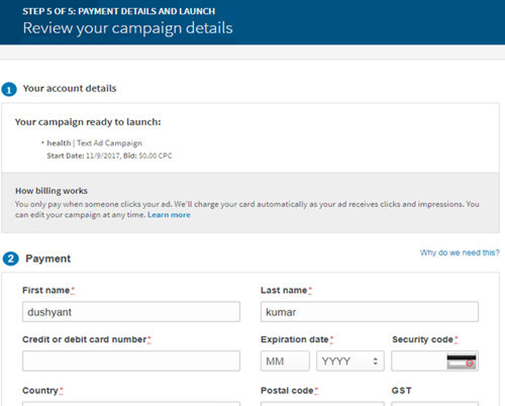 STEP 5 OF 5: PAYMENT DETAILS AND LAUNCH
Review your campaign details
1 Your account details
Your campaign ready to launch:
• health | Text Ad Campaign
Start Date: 11/9/2017, Bid: $0.00 CPC
How billing works
You only pay when someone clicks your ad. We'll charge your card automatically as your ad receives clicks and impressions. You
can edit your campaign at any time. Learn more
2 Payment
Why do we need this?
First name* Last name*
dushyant kumar
Credit or debit card number* Expiration date* Security code*
MM YYYY
Country* Postal code* GST